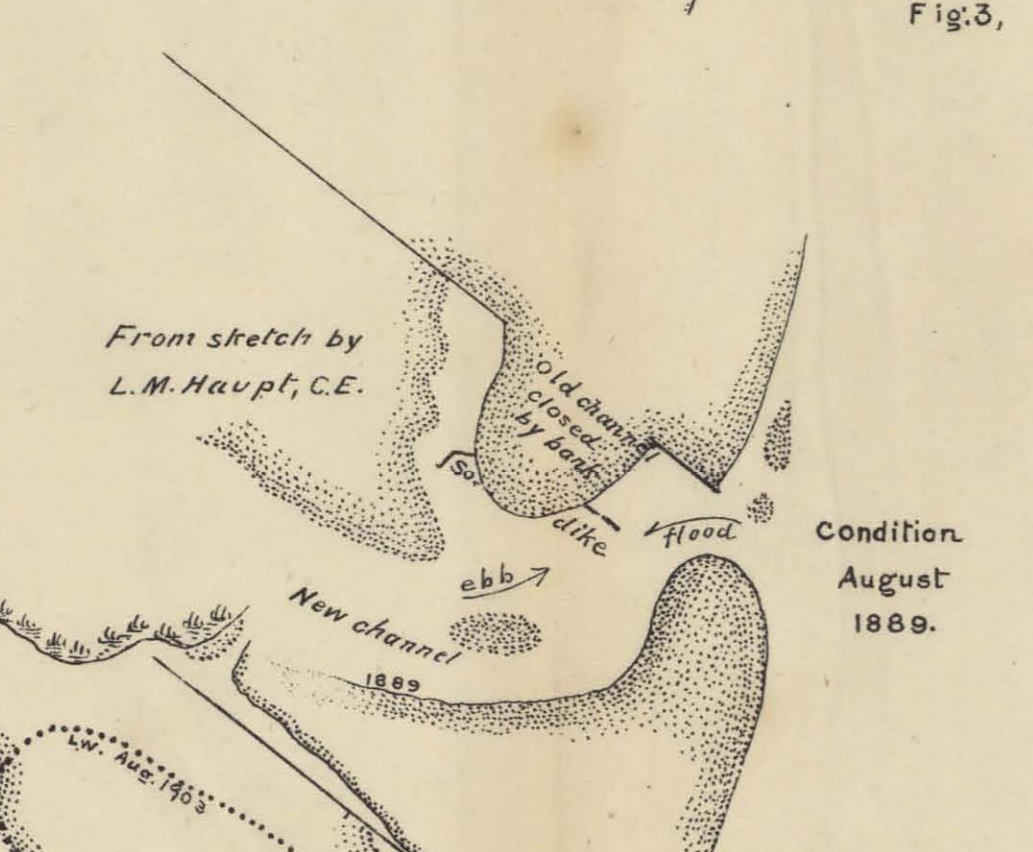 Fig. 3,
From sketch by
L. M. Haupt, C.E.
Old channel
closed
by bank
So.
dike
flood
Condition
August
1889.
ebb
New channel
1889
L.W. Aug. 1903